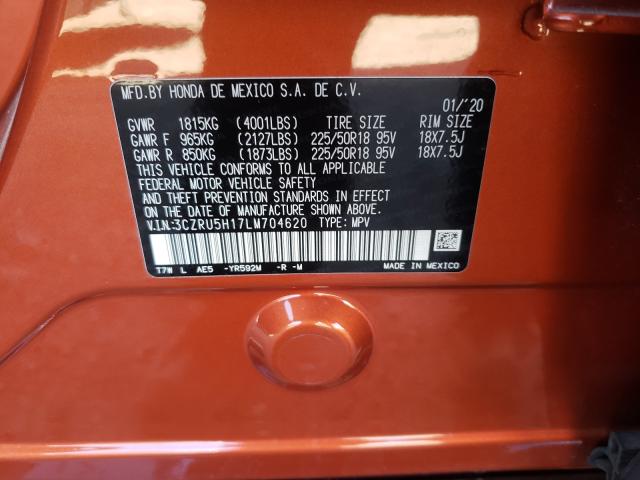 MFD.BY HONDA DE MEXICO S.A. DE C.V.
01/'20
GVWR 1815KG (4001LBS) TIRE SIZE RIM SIZE
GAWR F 965KG (2127LBS) 225/50R18 95V 18X7.5J
GAWR R 850KG (1873LBS) 225/50R18 95V 18X7.5J
THIS VEHICLE CONFORMS TO ALL APPLICABLE
FEDERAL MOTOR VEHICLE SAFETY
AND THEFT PREVENTION STANDARDS IN EFFECT
ON THE DATE OF MANUFACTURE SHOWN ABOVE.
V.I.N:3CZRU5H17LM704620 TYPE: MPV
T7W L AE5 -YR592M -R -M MADE IN MEXICO